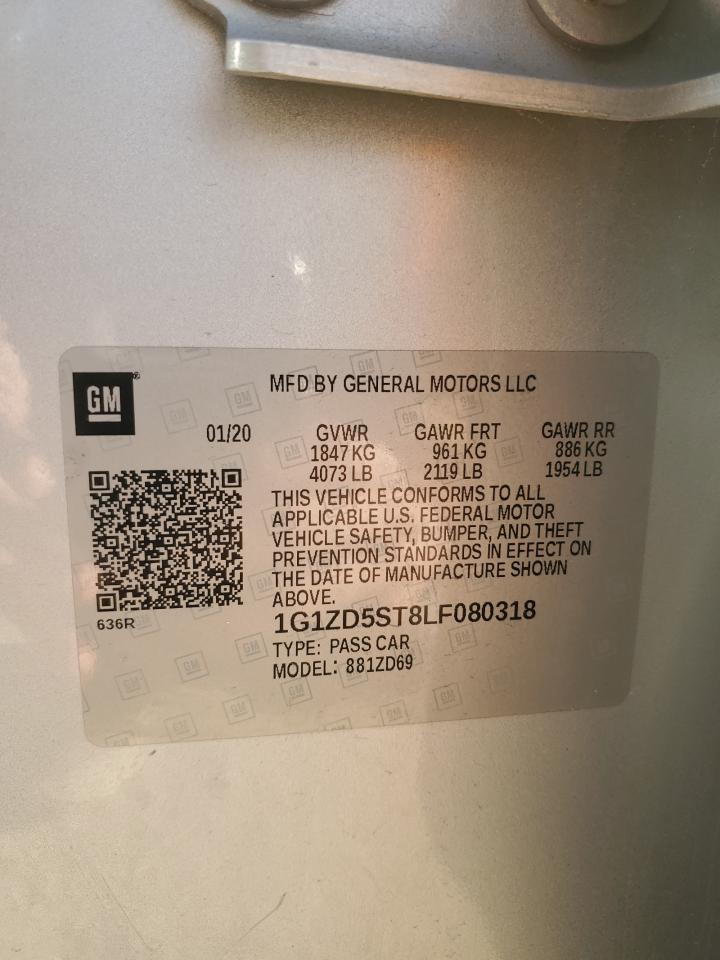 GM
MFD BY GENERAL MOTORS LLC
01/20 GVWR GAWR FRT GAWR RR
1847 KG 961 KG 886 KG
4073 LB 2119 LB 1954 LB
THIS VEHICLE CONFORMS TO ALL
APPLICABLE U.S. FEDERAL MOTOR
VEHICLE SAFETY, BUMPER, AND THEFT
PREVENTION STANDARDS IN EFFECT ON
THE DATE OF MANUFACTURE SHOWN
ABOVE.
636R
1G1ZD5ST8LF080318
TYPE: PASS CAR
MODEL: 881ZD69